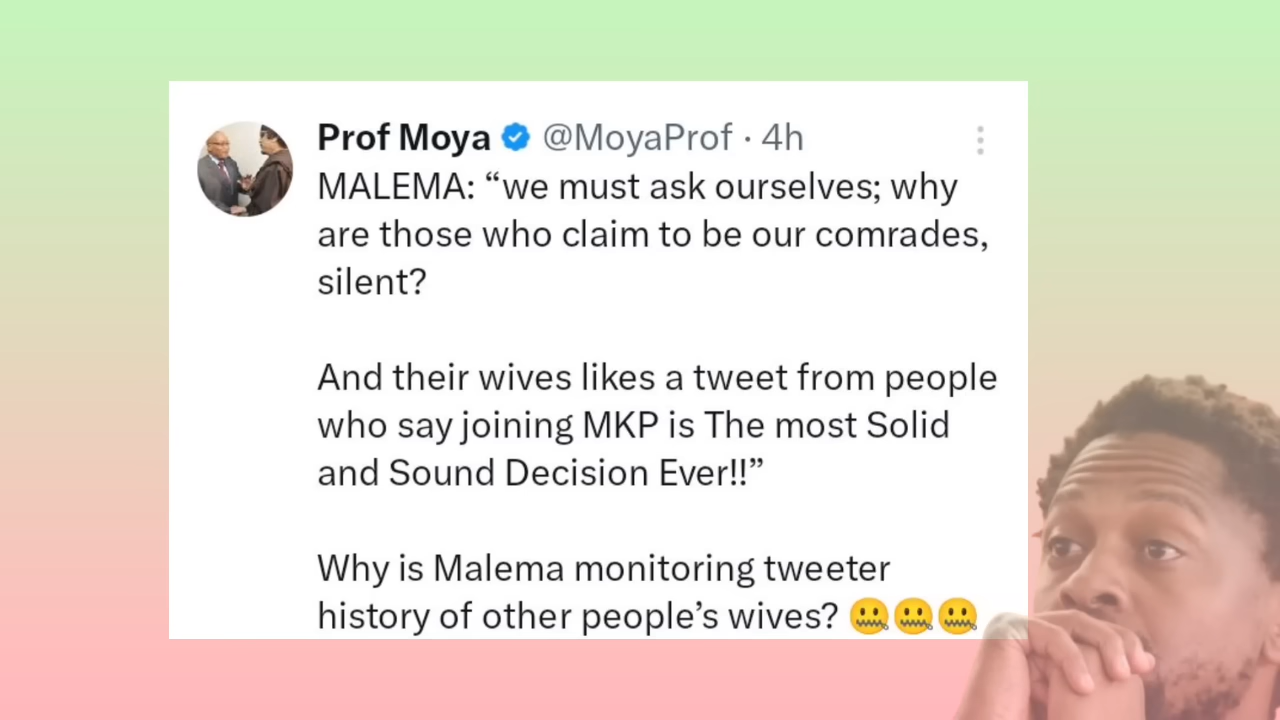 Prof Moya @MoyaProf · 4h
MALEMA: “we must ask ourselves; why
are those who claim to be our comrades,
silent?
And their wives likes a tweet from people
who say joining MKP is The most Solid
and Sound Decision Ever!!”
Why is Malema monitoring tweeter
history of other people’s wives? 🤐🤐🤐